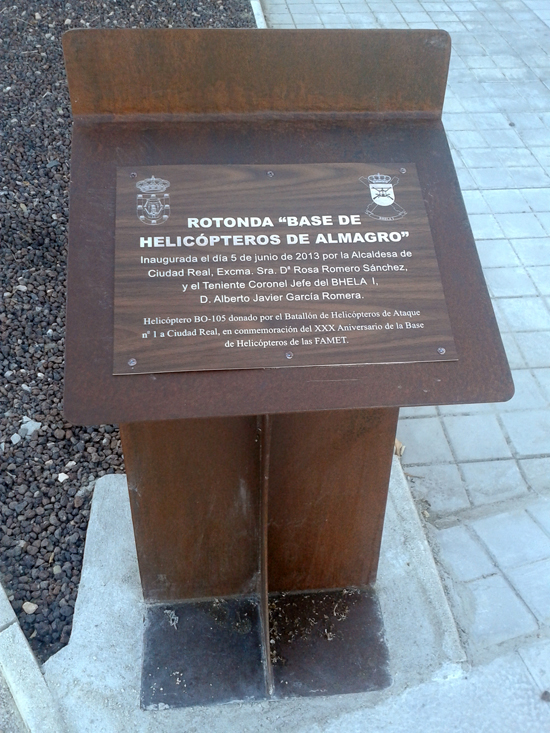 ROTONDA “BASE DE
HELICÓPTEROS DE ALMAGRO”
Inaugurada el día 5 de junio de 2013 por la Alcaldesa de
Ciudad Real, Excma. Sra. Dª Rosa Romero Sánchez,
y el Teniente Coronel Jefe del BHELA I,
D. Alberto Javier García Romera.
Helicóptero BO-105 donado por el Batallón de Helicópteros de Ataque
nº 1 a Ciudad Real, en conmemoración del XXX Aniversario de la Base
de Helicópteros de las FAMET.